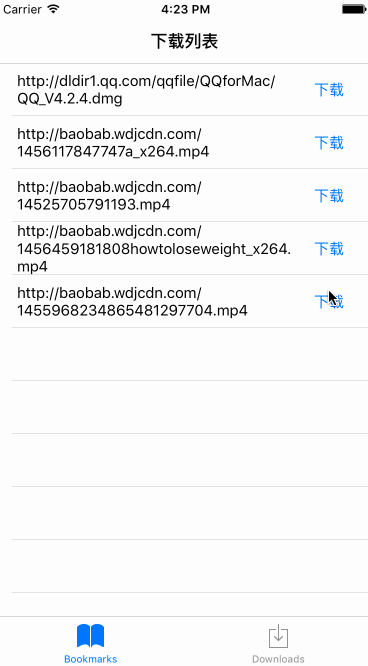 Carrier 4:23 PM
下载列表
http://dldir1.qq.com/qqfile/QQforMac/
QQ_V4.2.4.dmg
下载
http://baobab.wdjcdn.com/
1456117847747a_x264.mp4
下载
http://baobab.wdjcdn.com/
14525705791193.mp4
下载
http://baobab.wdjcdn.com/
1456459181808howtoloseweight_x264.
mp4
下载
http://baobab.wdjcdn.com/
1455968234865481297704.mp4
下载
Bookmarks
Downloads